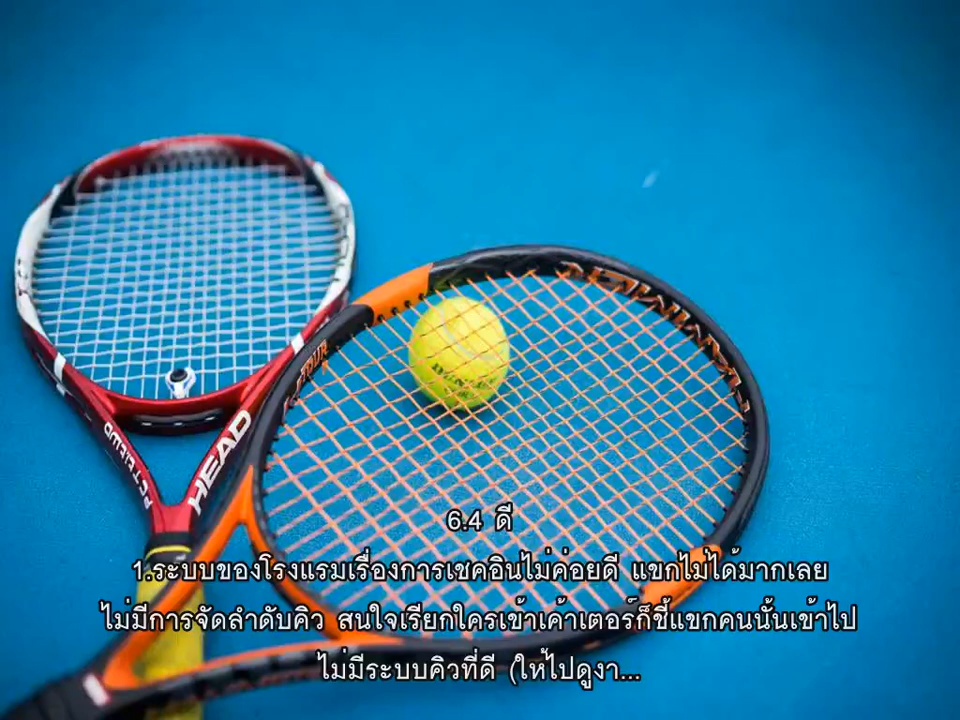 HEAD
DUNLOP
6.4 ดี
1.ระบบของโรงแรมเรื่องการเชคอินไม่ค่อยดี แขกไม่ได้มากเลย
ไม่มีการจัดลำดับคิว สนใจเรียกใครเข้าเค้าเตอร์ก็ชี้แขกคนนั้นเข้าไป
ไม่มีระบบคิวที่ดี (ให้ไปดูงา...